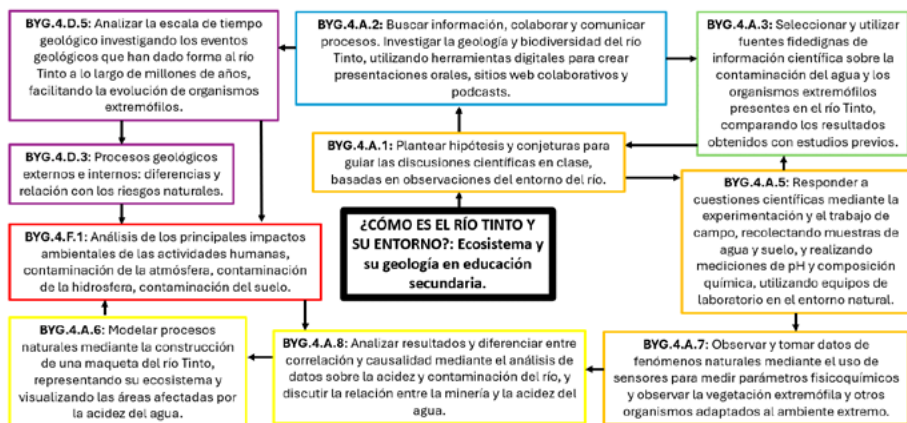 BYG.4.D.5: Analizar la escala de tiempo
geológico investigando los eventos
geológicos que han dado forma al río
Tinto a lo largo de millones de años,
facilitando la evolución de organismos
extremófilos.
BYG.4.A.2: Buscar información, colaborar y comunicar
procesos. Investigar la geología y biodiversidad del río
Tinto, utilizando herramientas digitales para crear
presentaciones orales, sitios web colaborativos y
podcasts.
BYG.4.A.3: Seleccionar y utilizar
fuentes fidedignas de
información científica sobre la
contaminación del agua y los
organismos extremófilos
presentes en el río Tinto,
comparando los resultados
obtenidos con estudios previos.
BYG.4.D.3: Procesos geológicos
externos e internos: diferencias y
relación con los riesgos naturales.
BYG.4.A.1: Plantear hipótesis y conjeturas para
guiar las discusiones científicas en clase,
basadas en observaciones del entorno del río.
BYG.4.A.5: Responder a
cuestiones científicas mediante la
experimentación y el trabajo de
campo, recolectando muestras de
agua y suelo, y realizando
mediciones de pH y composición
química, utilizando equipos de
laboratorio en el entorno natural.
BYG.4.F.1: Análisis de los principales impactos
ambientales de las actividades humanas,
contaminación de la atmósfera, contaminación
de la hidrosfera, contaminación del suelo.
¿CÓMO ES EL RÍO TINTO Y
SU ENTORNO?: Ecosistema y
su geología en educación
secundaria.
BYG.4.A.6: Modelar procesos
naturales mediante la construcción
de una maqueta del río Tinto,
representando su ecosistema y
visualizando las áreas afectadas por
la acidez del agua.
BYG.4.A.8: Analizar resultados y diferenciar entre
correlación y causalidad mediante el análisis de
datos sobre la acidez y contaminación del río, y
discutir la relación entre la minería y la acidez del
agua.
BYG.4.A.7: Observar y tomar datos de
fenómenos naturales mediante el uso de
sensores para medir parámetros fisicoquímicos
y observar la vegetación extremófila y otros
organismos adaptados al ambiente extremo.